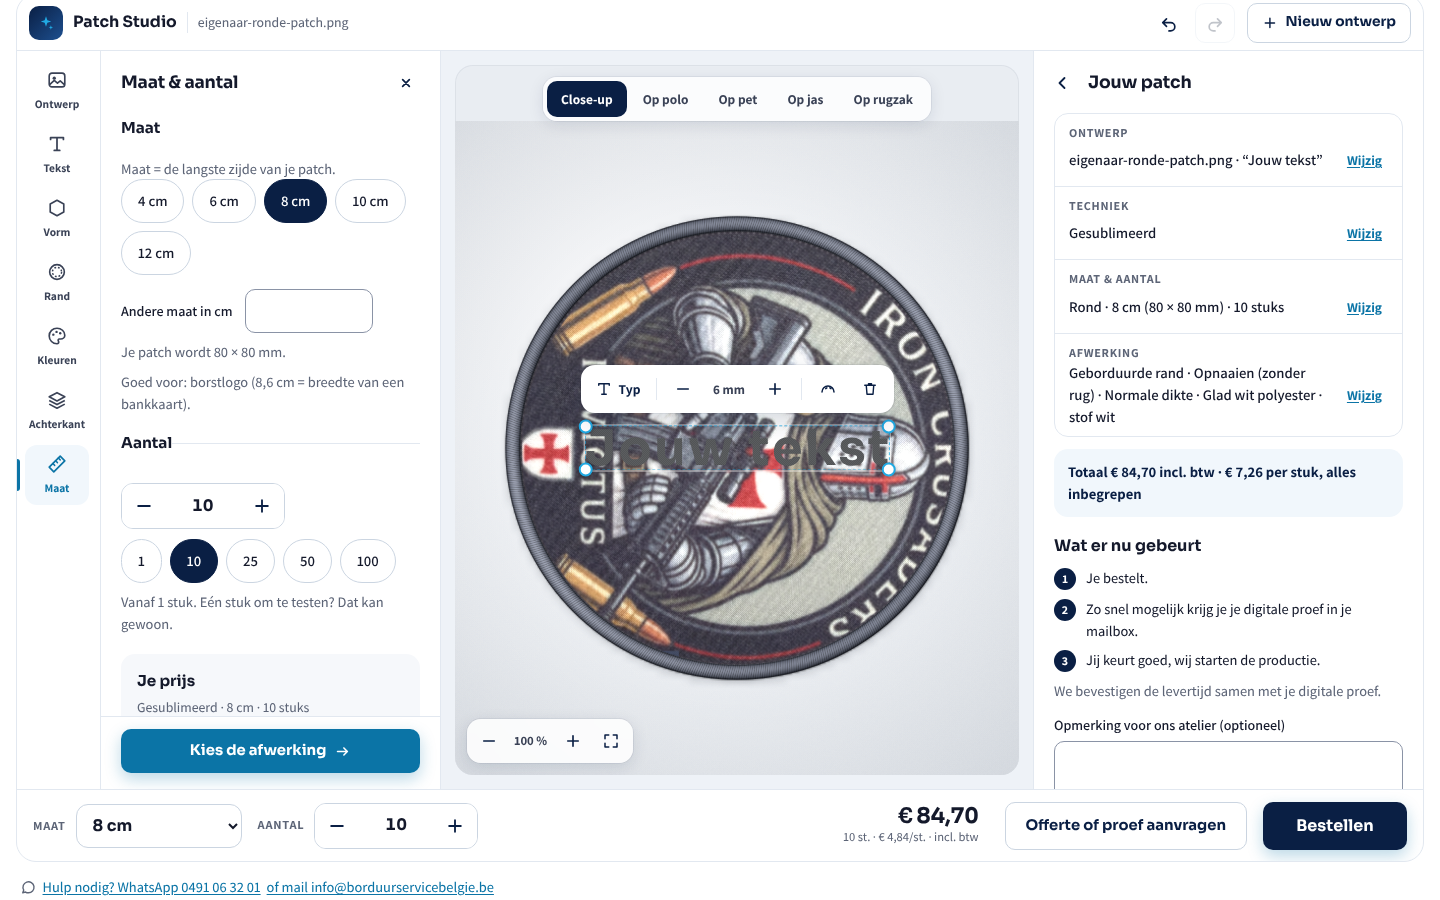 Patch Studio
eigenaar-ronde-patch.png
Nieuw ontwerp
Ontwerp
Tekst
Vorm
Rand
Kleuren
Achterkant
Maat
Maat & aantal
Maat
Maat = de langste zijde van je patch.
4 cm
6 cm
8 cm
10 cm
12 cm
Andere maat in cm
Je patch wordt 80 × 80 mm.
Goed voor: borstlogo (8,6 cm = breedte van een
bankkaart).
Aantal
10
1
10
25
50
100
Vanaf 1 stuk. Eén stuk om te testen? Dat kan
gewoon.
Je prijs
Gesublimeerd · 8 cm · 10 stuks
Kies de afwerking →
Close-up
Op polo
Op pet
Op jas
Op rugzak
IRON CRUSADERS
Typ
6 mm
Jouw tekst
100 %
Jouw patch
ONTWERP
eigenaar-ronde-patch.png · “Jouw tekst”
Wijzig
TECHNIEK
Gesublimeerd
Wijzig
MAAT & AANTAL
Rond · 8 cm (80 × 80 mm) · 10 stuks
Wijzig
AFWERKING
Geborduurde rand · Opnaaien (zonder
rug) · Normale dikte · Glad wit polyester ·
stof wit
Wijzig
Totaal € 84,70 incl. btw · € 7,26 per stuk, alles
inbegrepen
Wat er nu gebeurt
1 Je bestelt.
2 Zo snel mogelijk krijg je je digitale proef in je
mailbox.
3 Jij keurt goed, wij starten de productie.
We bevestigen de levertijd samen met je digitale proef.
Opmerking voor ons atelier (optioneel)
MAAT
8 cm
AANTAL
10
€ 84,70
10 st. · € 4,84/st. · incl. btw
Offerte of proef aanvragen
Bestellen
Hulp nodig? WhatsApp 0491 06 32 01 of mail info@borduurservicebelgie.be